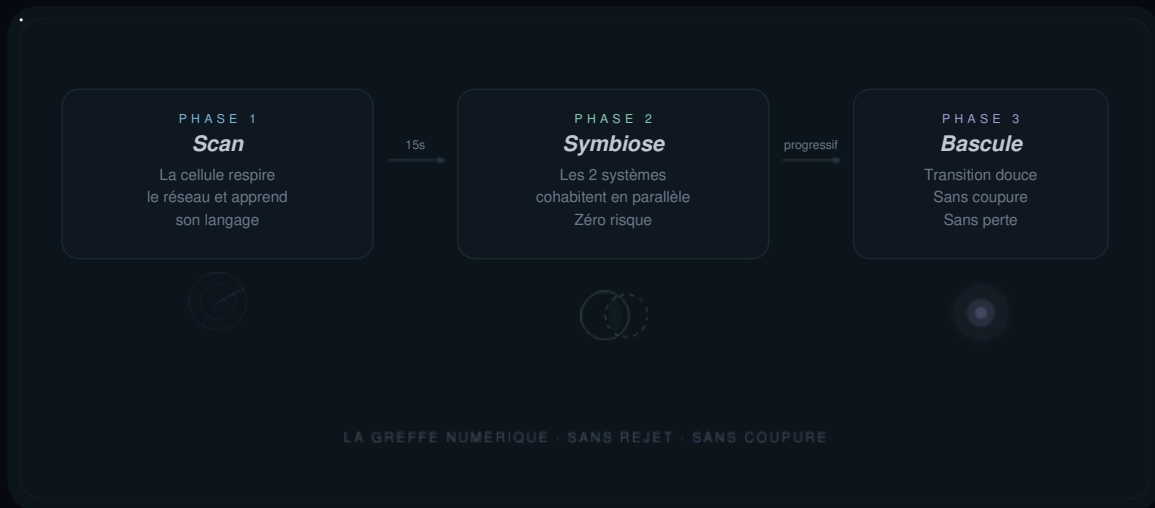 PHASE 1
Scan
La cellule respire
le réseau et apprend
son langage
15s
PHASE 2
Symbiose
Les 2 systèmes
cohabitent en parallèle
Zéro risque
progressif
PHASE 3
Bascule
Transition douce
Sans coupure
Sans perte
LA GREFFE NUMERIQUE · SANS REJET · SANS COUPURE